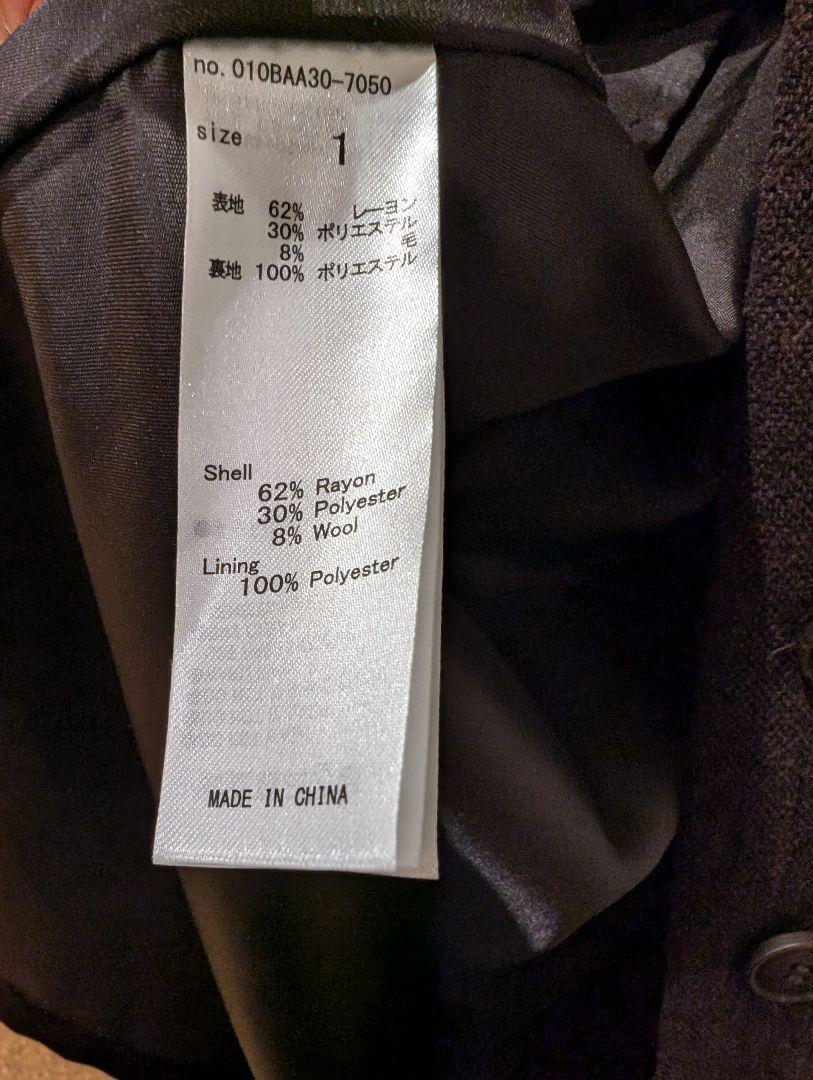 no. 010BAA30-7050
size 1
表地 62% レーヨン
30% ポリエステル
8% 毛
裏地 100% ポリエステル
Shell
62% Rayon
30% Polyester
8% Wool
Lining
100% Polyester
MADE IN CHINA